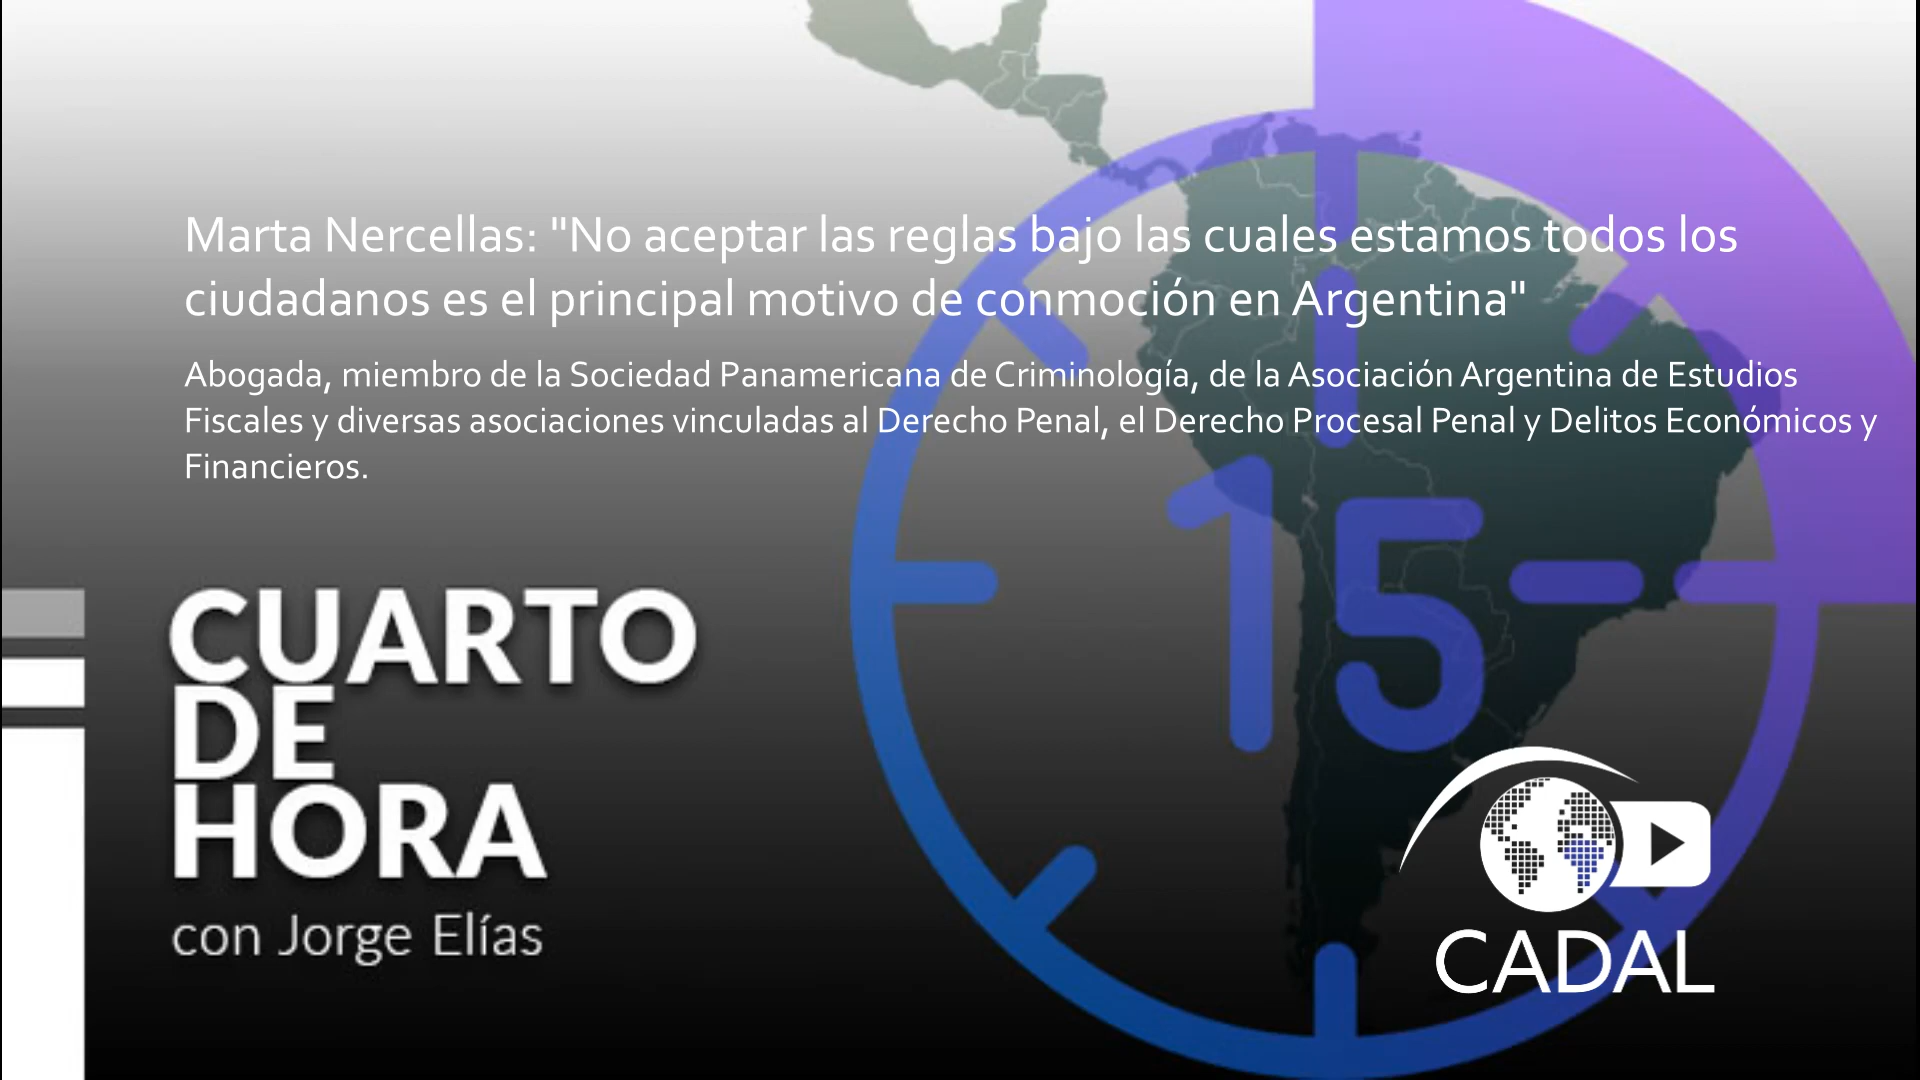 Marta Nercellas: "No aceptar las reglas bajo las cuales estamos todos los
ciudadanos es el principal motivo de conmoción en Argentina"
Abogada, miembro de la Sociedad Panamericana de Criminología, de la Asociación Argentina de Estudios
Fiscales y diversas asociaciones vinculadas al Derecho Penal, el Derecho Procesal Penal y Delitos Económicos y
Financieros.
15
CUARTO
DE
HORA
con Jorge Elías
CADAL